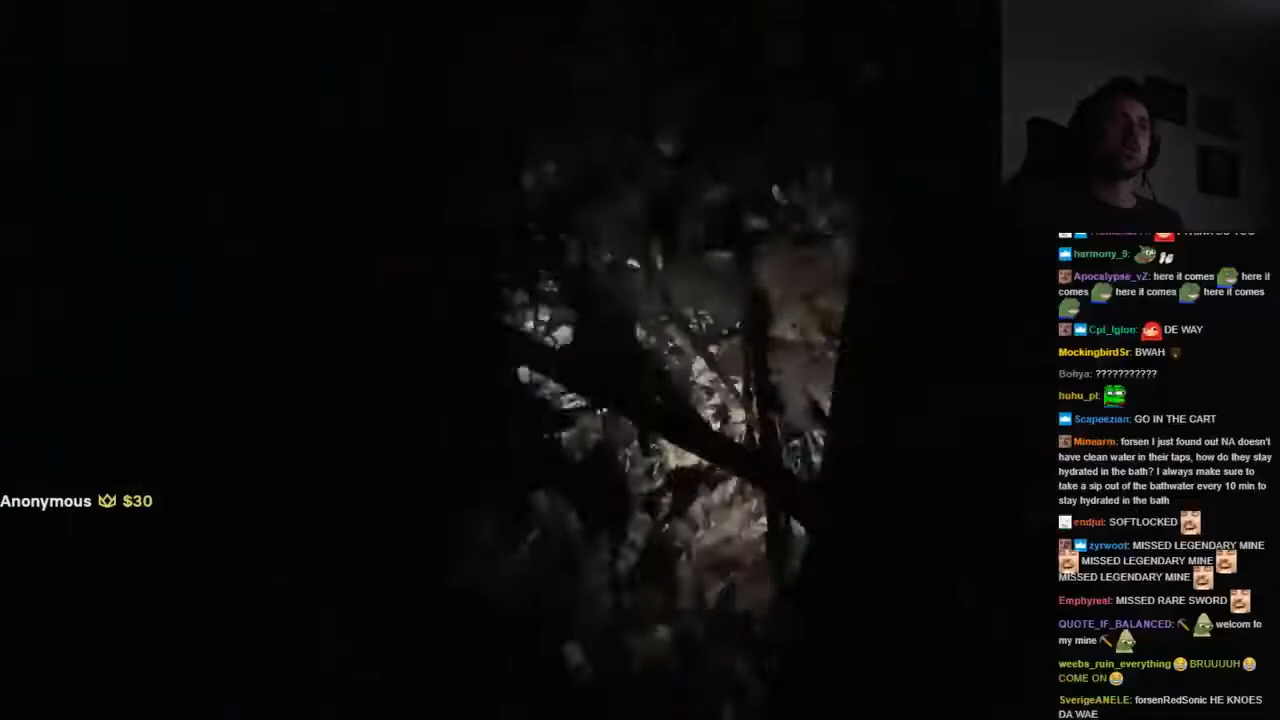 harmony_9:
Apocalypse_vZ: here it comes here it
comes here it comes here it comes
Cpl_Igloo: DE WAY
MockingbirdSr: BWAH
Bohya: ???????????
huhu_pl:
Scapeezian: GO IN THE CART
Minearm: forsen I just found out NA doesn't
have clean water in their taps, how do they stay
hydrated in the bath? I always make sure to
take a sip out of the bathwater every 10 min to
stay hydrated in the bath
Anonymous $30
endjui: SOFTLOCKED
zyrwoot: MISSED LEGENDARY MINE
MISSED LEGENDARY MINE
MISSED LEGENDARY MINE
Emphyreal: MISSED RARE SWORD
QUOTE_IF_BALANCED: welcom to
my mine
weebs_ruin_everything BRUUUUH
COME ON
SverigeANELE: forsenRedSonic HE KNOES
DA WAE